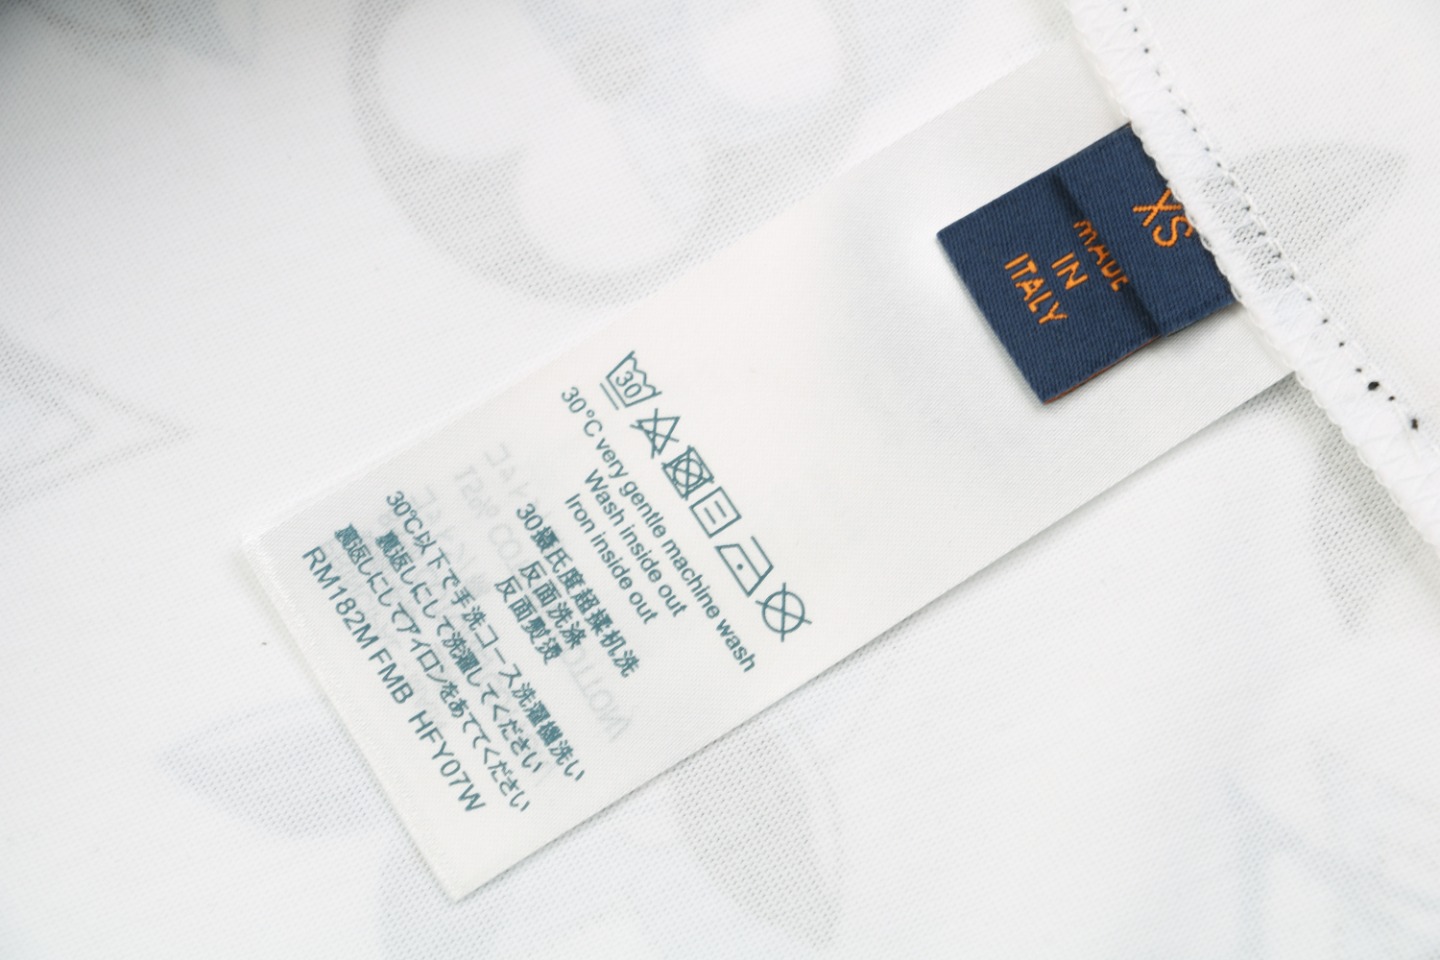 XS
MADE
IN
ITALY
30
30°C very gentle machine wash
Wash inside out
Iron inside out
30摄氏度超揉机洗
反面洗涤
反面熨烫
30℃以下で手洗コース洗濯機洗い
裏返しにして洗濯してください
裏返しにしてアイロンをあててください
RM182M FMB HFY07W